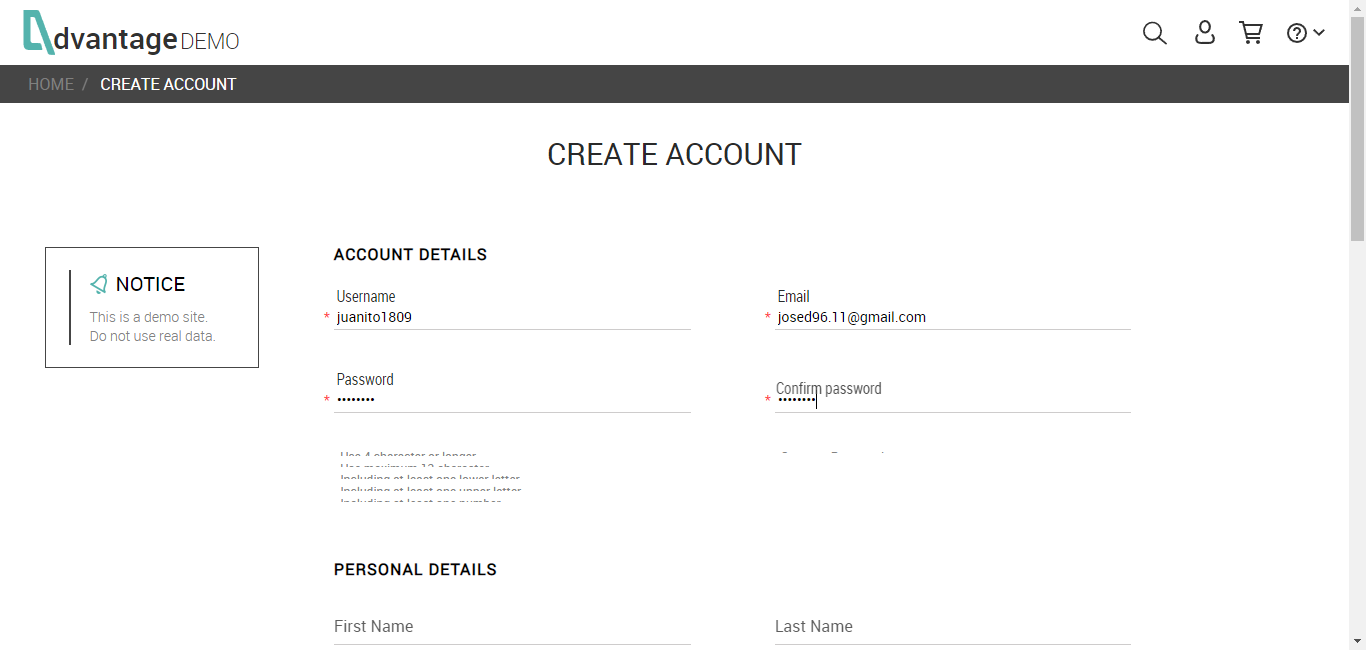 dvantage DEMO
HOME / CREATE ACCOUNT
CREATE ACCOUNT
NOTICE
This is a demo site.
Do not use real data.
ACCOUNT DETAILS
Username
* juanito1809
Email
* josed96.11@gmail.com
Password
* ••••••••
Confirm password
* ••••••••
Use 4 character or longer
Use maximum 12 character
Including at least one lower letter
Including at least one upper letter
Including at least one number
PERSONAL DETAILS
First Name
Last Name